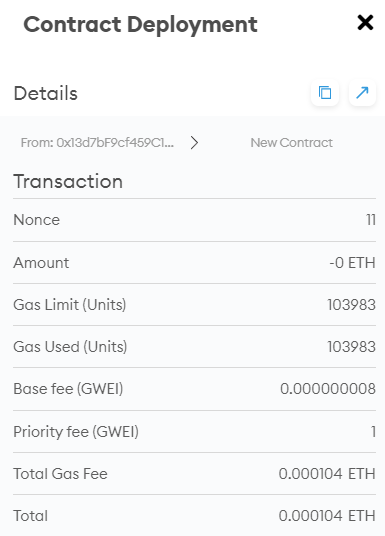 Contract Deployment
Details
From: 0x13d7bF9cf459C1... New Contract
Transaction
Nonce 11
Amount -0 ETH
Gas Limit (Units) 103983
Gas Used (Units) 103983
Base fee (GWEI) 0.000000008
Priority fee (GWEI) 1
Total Gas Fee 0.000104 ETH
Total 0.000104 ETH